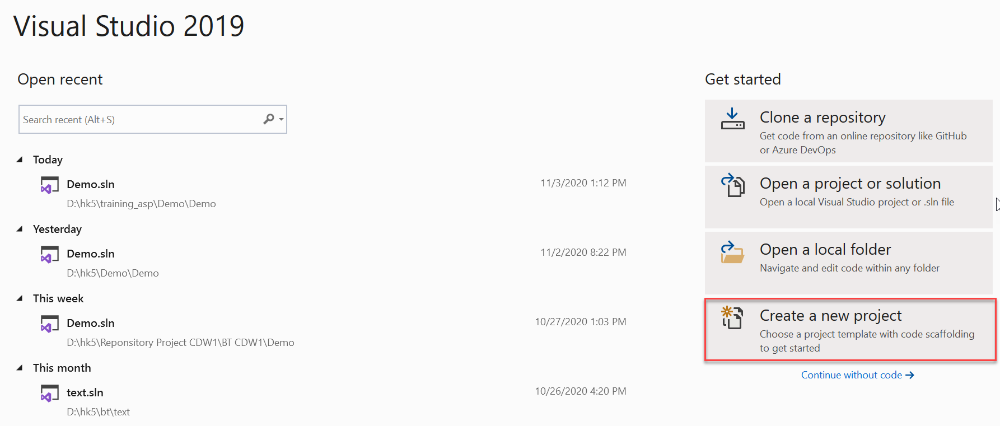 Visual Studio 2019
Open recent
Search recent (Alt+S)
Today
Demo.sln
11/3/2020 1:12 PM
D:\hk5\training_asp\Demo\Demo
Yesterday
Demo.sln
11/2/2020 8:22 PM
D:\hk5\Demo\Demo
This week
Demo.sln
10/27/2020 1:03 PM
D:\hk5\Reponsitory Project CDW1\BT CDW1\Demo
This month
text.sln
10/26/2020 4:20 PM
D:\hk5\bt\text
Get started
Clone a repository
Get code from an online repository like GitHub
or Azure DevOps
Open a project or solution
Open a local Visual Studio project or .sln file
Open a local folder
Navigate and edit code within any folder
Create a new project
Choose a project template with code scaffolding
to get started
Continue without code